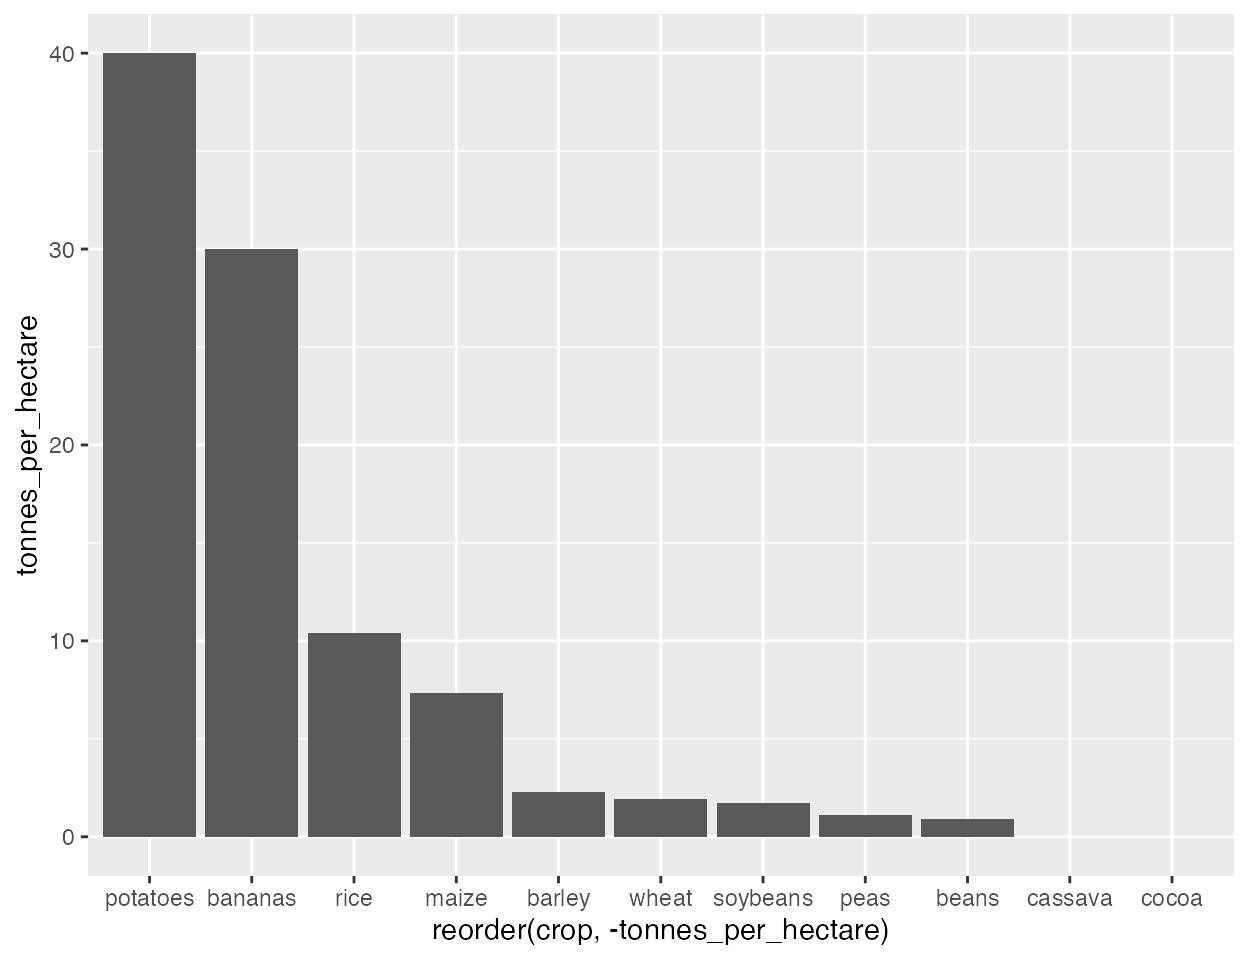 tonnes_per_hectare
40
30
20
10
0
potatoes bananas rice maize barley wheat soybeans peas beans cassava cocoa
reorder(crop, -tonnes_per_hectare)